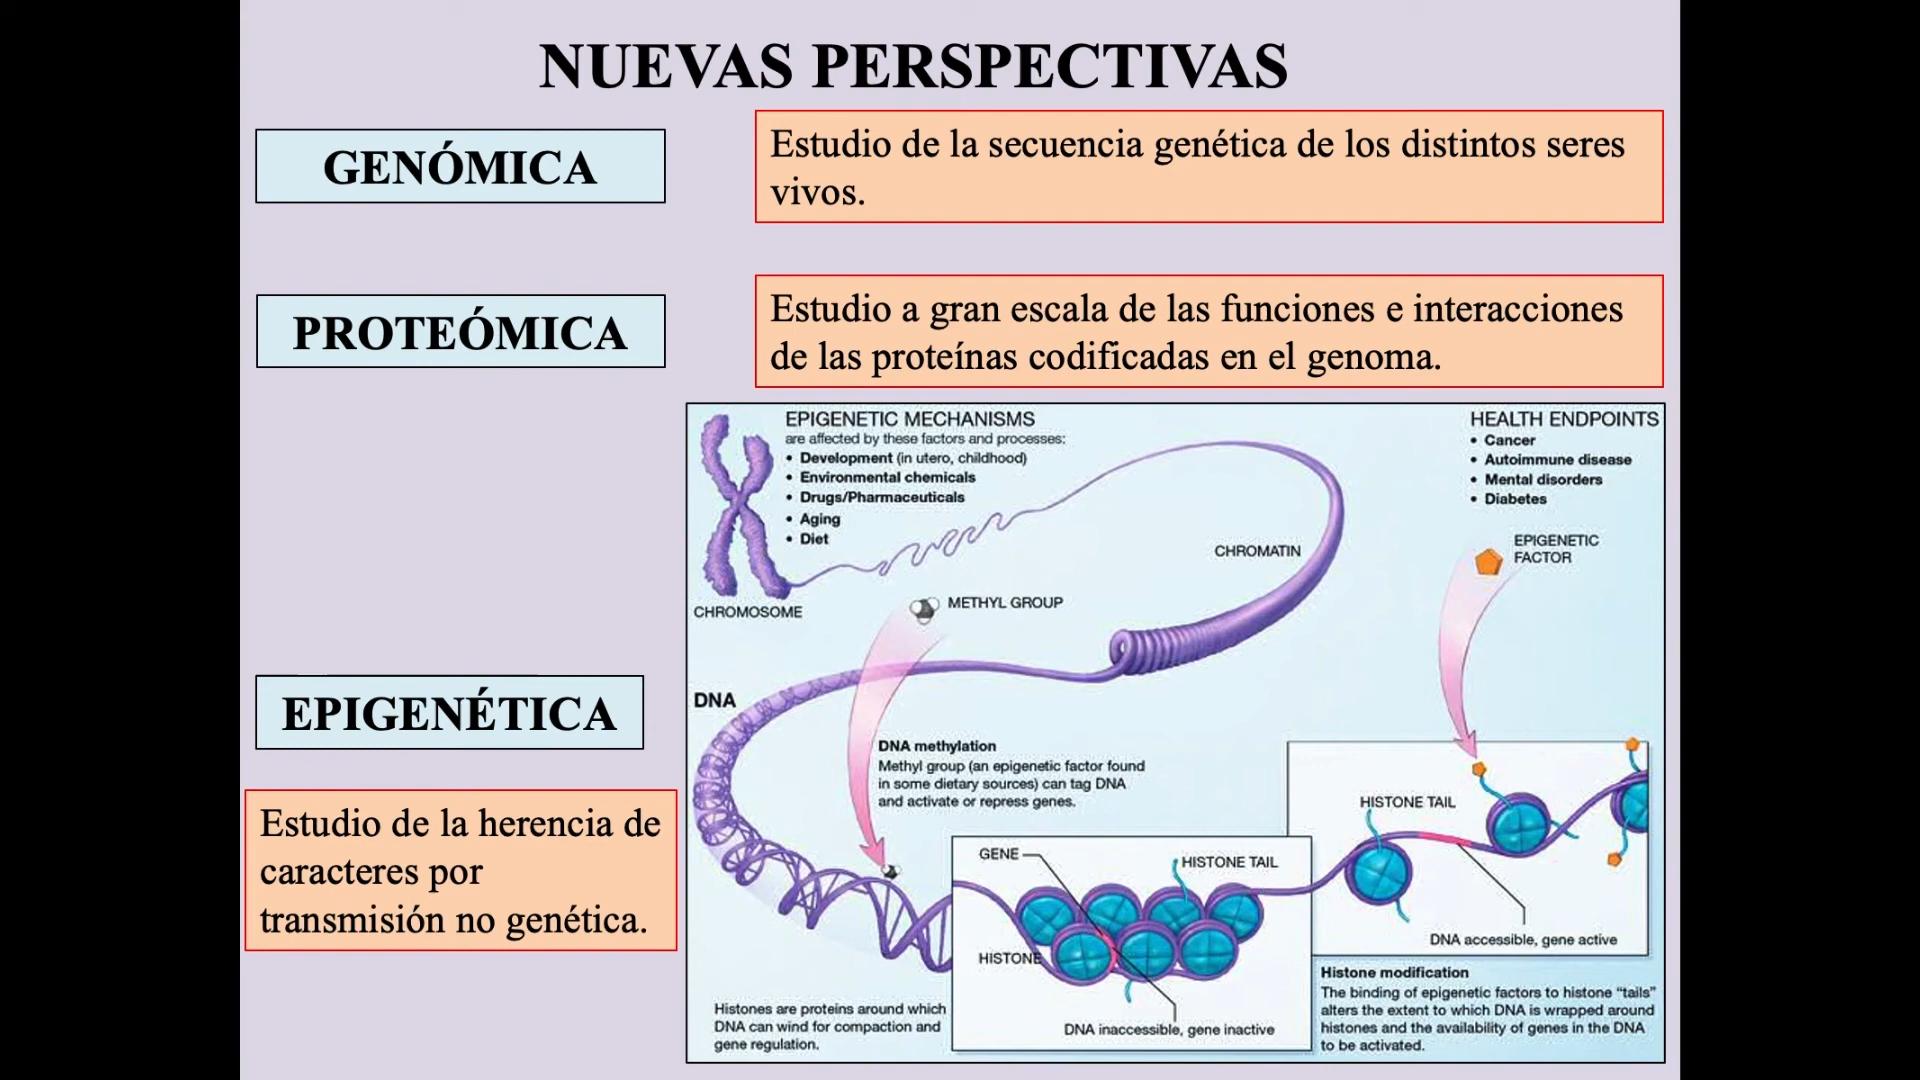 NUEVAS PERSPECTIVAS
GENÓMICA
Estudio de la secuencia genética de los distintos seres
vivos.
PROTEÓMICA
Estudio a gran escala de las funciones e interacciones
de las proteínas codificadas en el genoma.
EPIGENÉTICA
Estudio de la herencia de
caracteres por
transmisión no genética.
EPIGENETIC MECHANISMS
are affected by these factors and processes:
• Development (in utero, childhood)
• Environmental chemicals
• Drugs/Pharmaceuticals
• Aging
• Diet
HEALTH ENDPOINTS
• Cancer
• Autoimmune disease
• Mental disorders
• Diabetes
EPIGENETIC
FACTOR
CHROMATIN
CHROMOSOME
METHYL GROUP
DNA
DNA methylation
Methyl group (an epigenetic factor found
in some dietary sources) can tag DNA
and activate or repress genes.
HISTONE TAIL
GENE
HISTONE TAIL
HISTONE
DNA accessible, gene active
DNA inaccessible, gene inactive
Histones are proteins around which
DNA can wind for compaction and
gene regulation.
Histone modification
The binding of epigenetic factors to histone “tails”
alters the extent to which DNA is wrapped around
histones and the availability of genes in the DNA
to be activated.